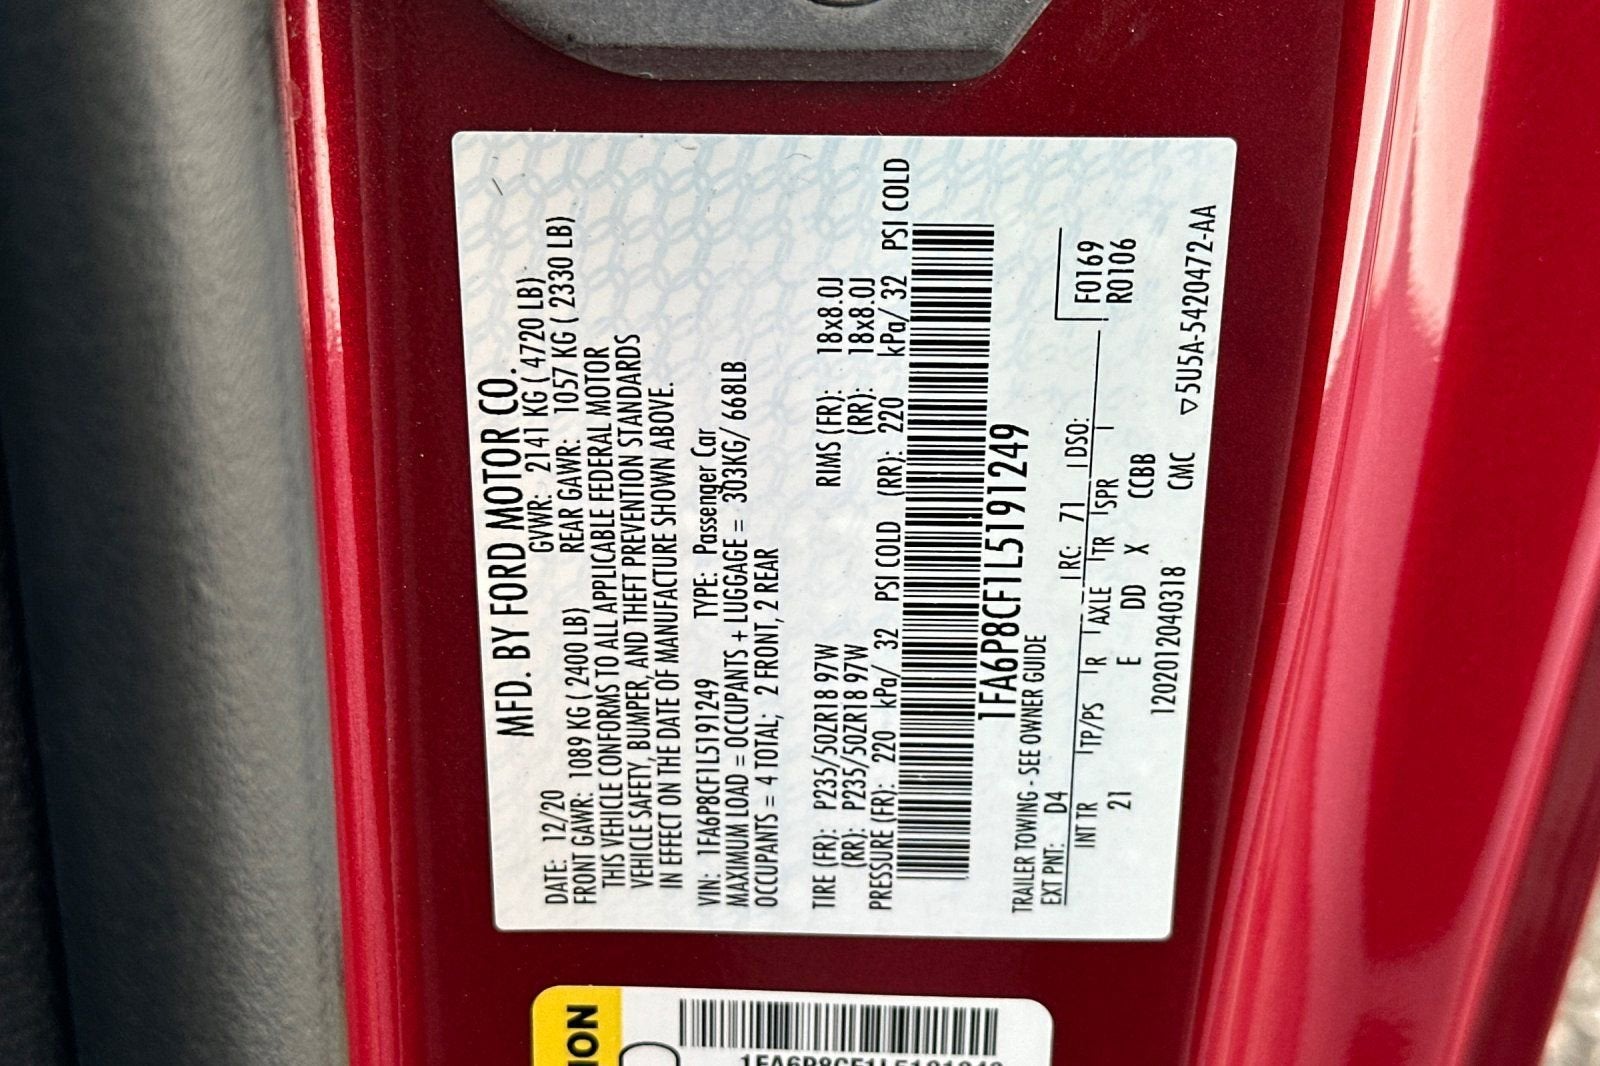 MFD. BY FORD MOTOR CO.
DATE: 12/20 GVWR: 2141 KG ( 4720 LB)
FRONT GAWR: 1089 KG ( 2400 LB) REAR GAWR: 1057 KG ( 2330 LB)
THIS VEHICLE CONFORMS TO ALL APPLICABLE FEDERAL MOTOR
VEHICLE SAFETY, BUMPER, AND THEFT PREVENTION STANDARDS
IN EFFECT ON THE DATE OF MANUFACTURE SHOWN ABOVE.
VIN: 1FA6P8CF1L5191249 TYPE: Passenger Car
MAXIMUM LOAD = OCCUPANTS + LUGGAGE = 303KG/ 668LB
OCCUPANTS = 4 TOTAL; 2 FRONT, 2 REAR
TIRE (FR): P235/50ZR18 97W RIMS (FR): 18x8.0J
(RR): P235/50ZR18 97W (RR): 18x8.0J
PRESSURE (FR): 220 kPa/ 32 PSI COLD (RR): 220 kPa/ 32 PSI COLD
1FA6P8CF1L5191249
TRAILER TOWING - SEE OWNER GUIDE
EXT PNT: D4 RC: 71 DSO: F0169
INT TR TP/PS R AXLE TR SPR R0106
21 E DD X CCBB
12020120403​18 CMC ▽5U5A-5420472-AA
ION
1FA6P8CF1L5191249